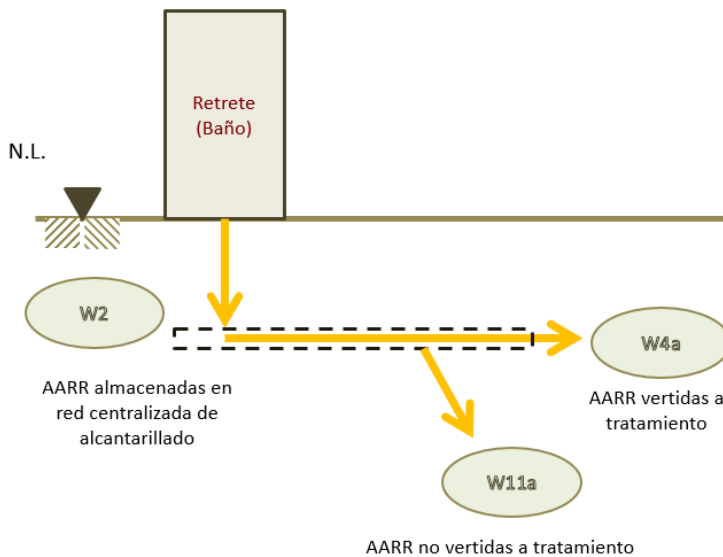 Retrete
(Baño)
N.L.
W2
AARR almacenadas en
red centralizada de
alcantarillado
W4a
AARR vertidas a
tratamiento
W11a
AARR no vertidas a tratamiento